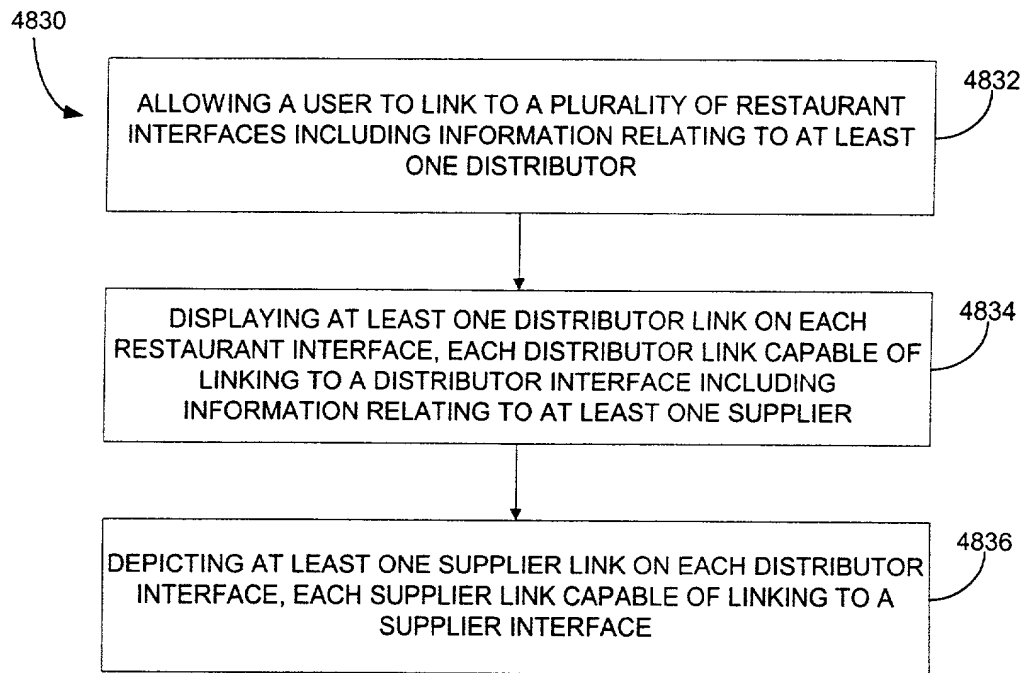 4830
ALLOWING A USER TO LINK TO A PLURALITY OF RESTAURANT
INTERFACES INCLUDING INFORMATION RELATING TO AT LEAST
ONE DISTRIBUTOR
4832
DISPLAYING AT LEAST ONE DISTRIBUTOR LINK ON EACH
RESTAURANT INTERFACE, EACH DISTRIBUTOR LINK CAPABLE OF
LINKING TO A DISTRIBUTOR INTERFACE INCLUDING
INFORMATION RELATING TO AT LEAST ONE SUPPLIER
4834
DEPICTING AT LEAST ONE SUPPLIER LINK ON EACH DISTRIBUTOR
INTERFACE, EACH SUPPLIER LINK CAPABLE OF LINKING TO A
SUPPLIER INTERFACE
4836